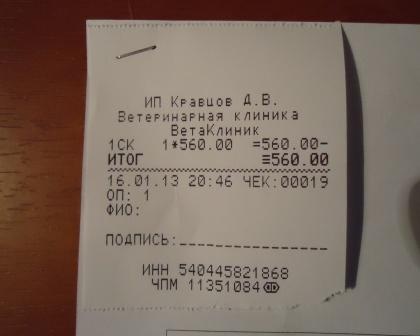 ИП Кравцов Д.В.
Ветеринарная клиника
ВетаКлиник
1СК 1*560.00 =560.00-
ИТОГ ≡560.00
16.01.13 20:46 ЧЕК:00019
ОП: 1
ФИО:
ПОДПИСЬ:________________
ИНН 540445821868
ЧПМ 11351084